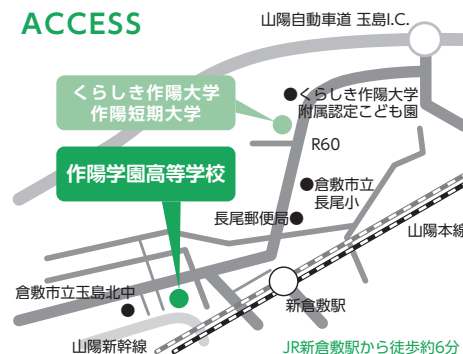 ACCESS
山陽自動車道 玉島I.C.
くらしき作陽大学
作陽短期大学
くらしき作陽大学
附属認定こども園
R60
作陽学園高等学校
倉敷市立
長尾小
長尾郵便局
山陽本線
倉敷市立玉島北中
新倉敷駅
山陽新幹線
JR新倉敷駅から徒歩約6分